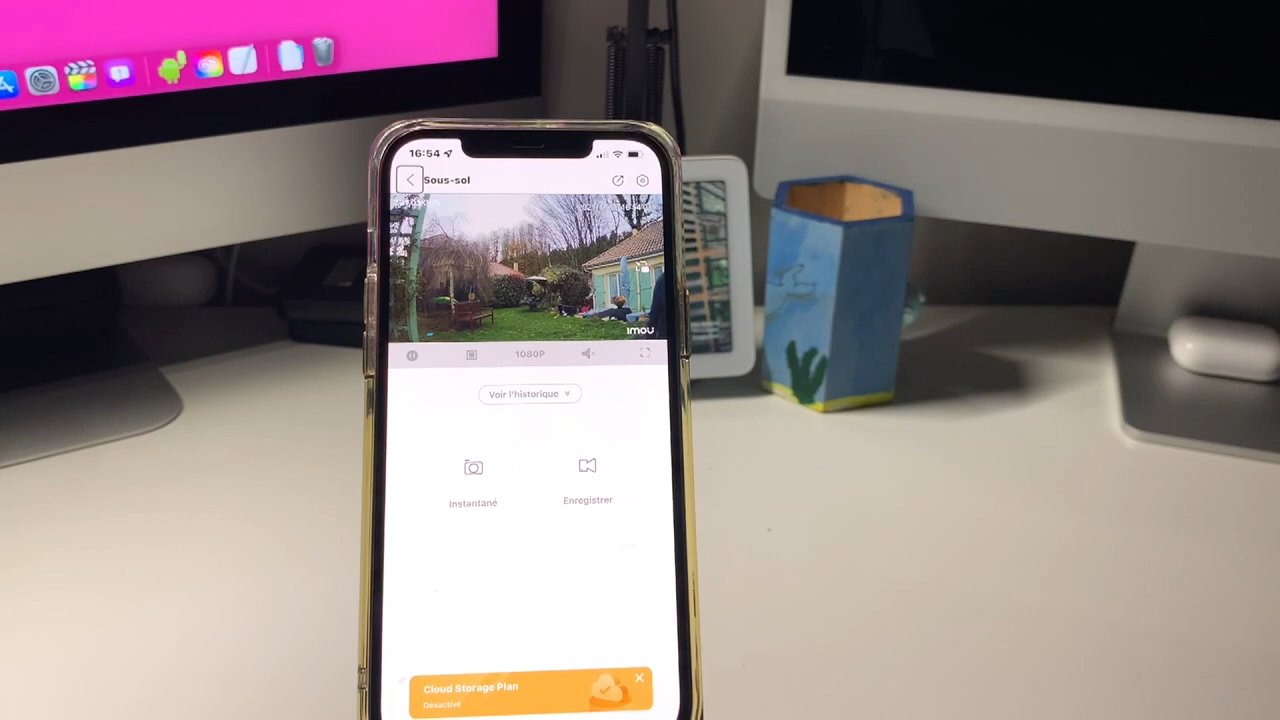 16:54
Sous-sol
imou
1080P
Voir l'historique
Instantané
Enregistrer
Cloud Storage Plan
Désactivé